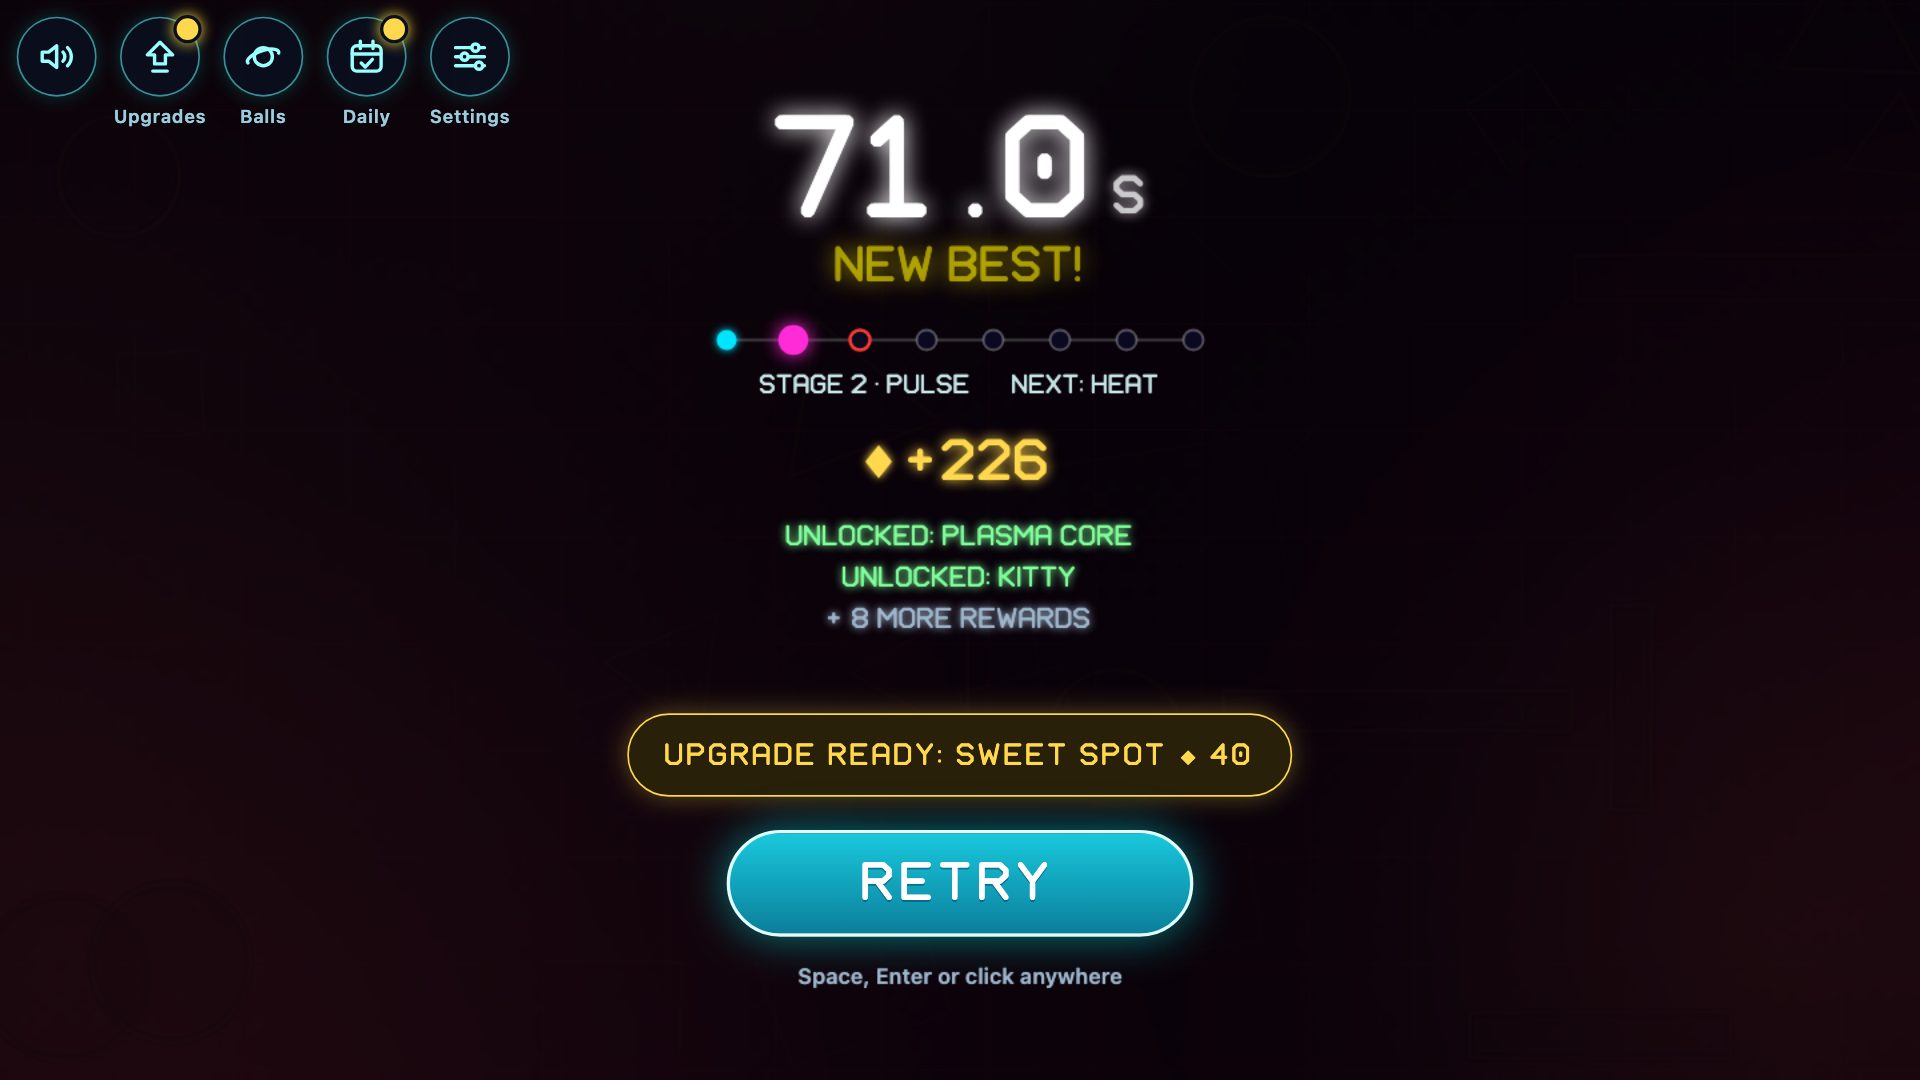 Upgrades
Balls
Daily
Settings
71.0 s
NEW BEST!
STAGE 2 · PULSE NEXT: HEAT
♦ +226
UNLOCKED: PLASMA CORE
UNLOCKED: KITTY
+ 8 MORE REWARDS
UPGRADE READY: SWEET SPOT ♦ 40
RETRY
Space, Enter or click anywhere